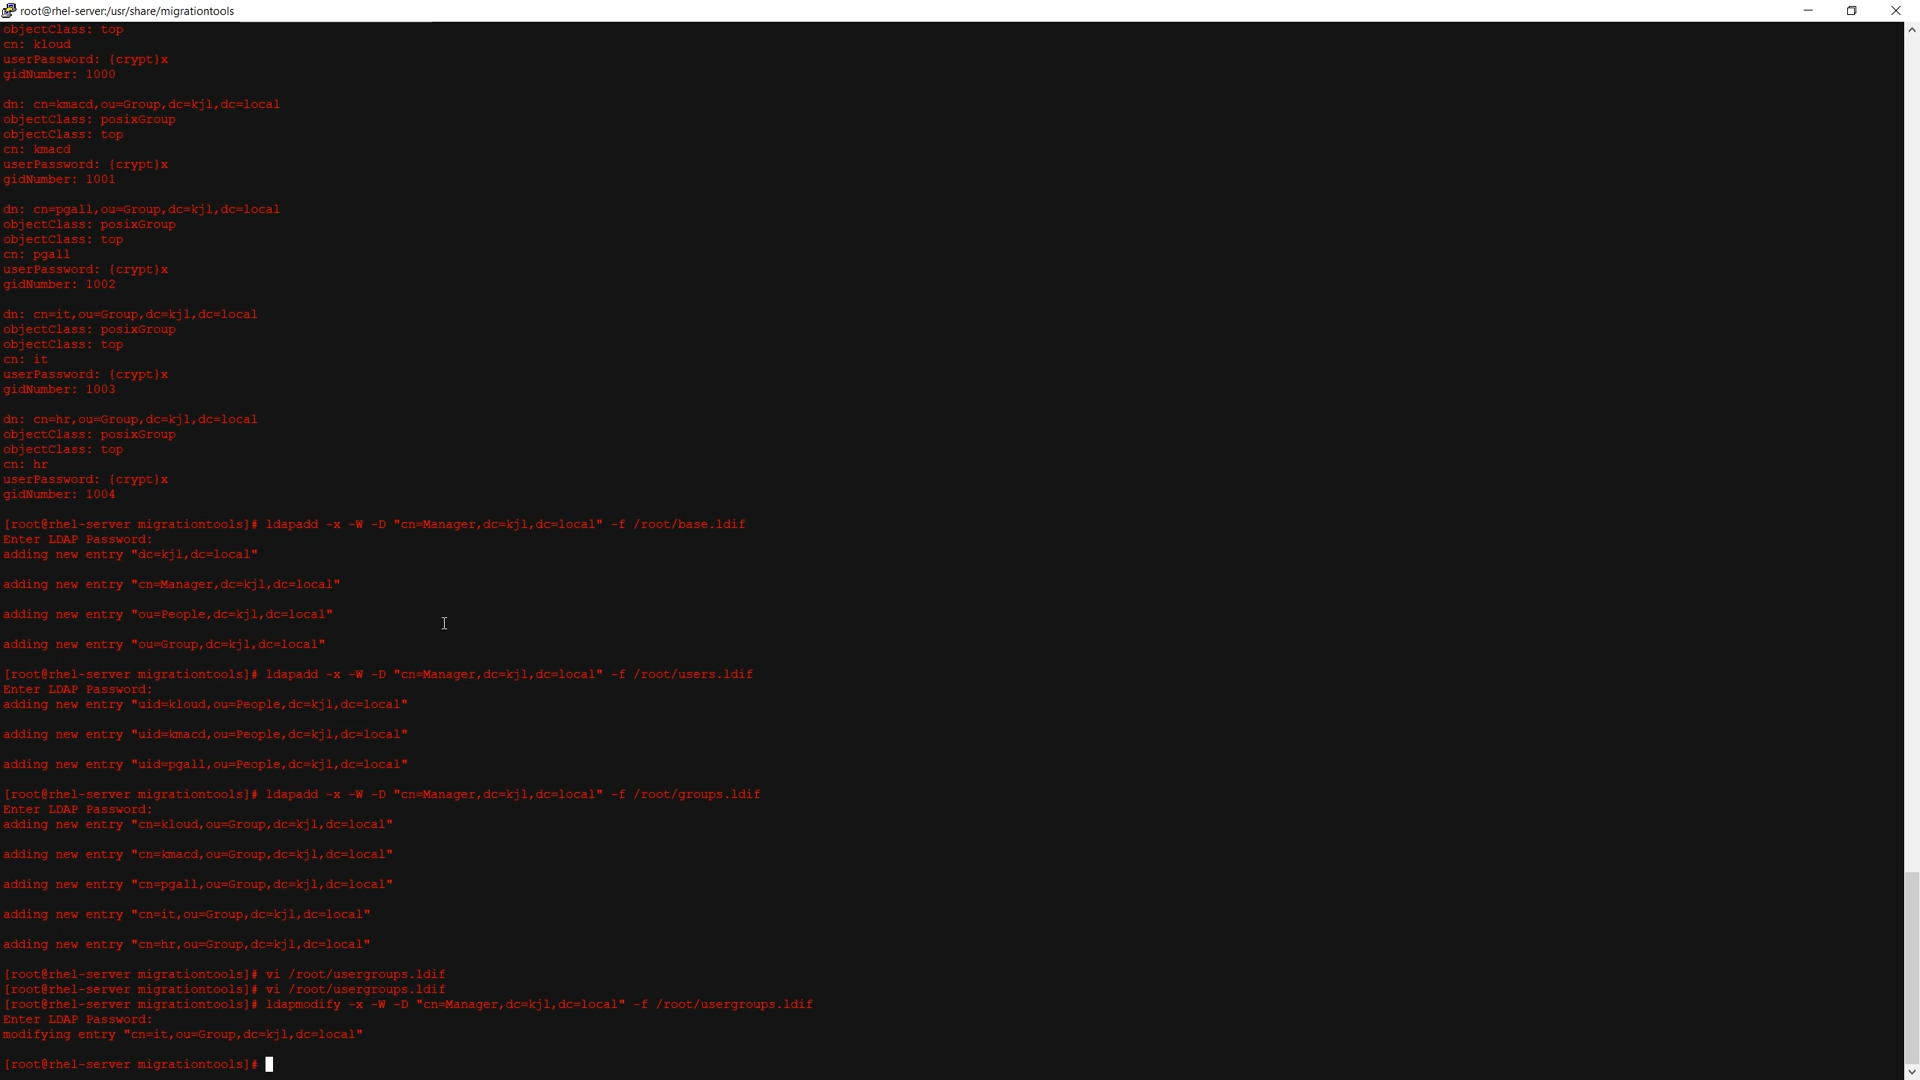 root@rhel-server:/usr/share/migrationtools
objectClass: top
cn: kloud
userPassword: {crypt}x
gidNumber: 1000
dn: cn=kmacd,ou=Group,dc=kjl,dc=local
objectClass: posixGroup
objectClass: top
cn: kmacd
userPassword: {crypt}x
gidNumber: 1001
dn: cn=pgall,ou=Group,dc=kjl,dc=local
objectClass: posixGroup
objectClass: top
cn: pgall
userPassword: {crypt}x
gidNumber: 1002
dn: cn=it,ou=Group,dc=kjl,dc=local
objectClass: posixGroup
objectClass: top
cn: it
userPassword: {crypt}x
gidNumber: 1003
dn: cn=hr,ou=Group,dc=kjl,dc=local
objectClass: posixGroup
objectClass: top
cn: hr
userPassword: {crypt}x
gidNumber: 1004
[root@rhel-server migrationtools]# ldapadd -x -W -D "cn=Manager,dc=kjl,dc=local" -f /root/base.ldif
Enter LDAP Password:
adding new entry "dc=kjl,dc=local"
adding new entry "cn=Manager,dc=kjl,dc=local"
adding new entry "ou=People,dc=kjl,dc=local"
adding new entry "ou=Group,dc=kjl,dc=local"
[root@rhel-server migrationtools]# ldapadd -x -W -D "cn=Manager,dc=kjl,dc=local" -f /root/users.ldif
Enter LDAP Password:
adding new entry "uid=kloud,ou=People,dc=kjl,dc=local"
adding new entry "uid=kmacd,ou=People,dc=kjl,dc=local"
adding new entry "uid=pgall,ou=People,dc=kjl,dc=local"
[root@rhel-server migrationtools]# ldapadd -x -W -D "cn=Manager,dc=kjl,dc=local" -f /root/groups.ldif
Enter LDAP Password:
adding new entry "cn=kloud,ou=Group,dc=kjl,dc=local"
adding new entry "cn=kmacd,ou=Group,dc=kjl,dc=local"
adding new entry "cn=pgall,ou=Group,dc=kjl,dc=local"
adding new entry "cn=it,ou=Group,dc=kjl,dc=local"
adding new entry "cn=hr,ou=Group,dc=kjl,dc=local"
[root@rhel-server migrationtools]# vi /root/usergroups.ldif
[root@rhel-server migrationtools]# vi /root/usergroups.ldif
[root@rhel-server migrationtools]# ldapmodify -x -W -D "cn=Manager,dc=kjl,dc=local" -f /root/usergroups.ldif
Enter LDAP Password:
modifying entry "cn=it,ou=Group,dc=kjl,dc=local"
[root@rhel-server migrationtools]#